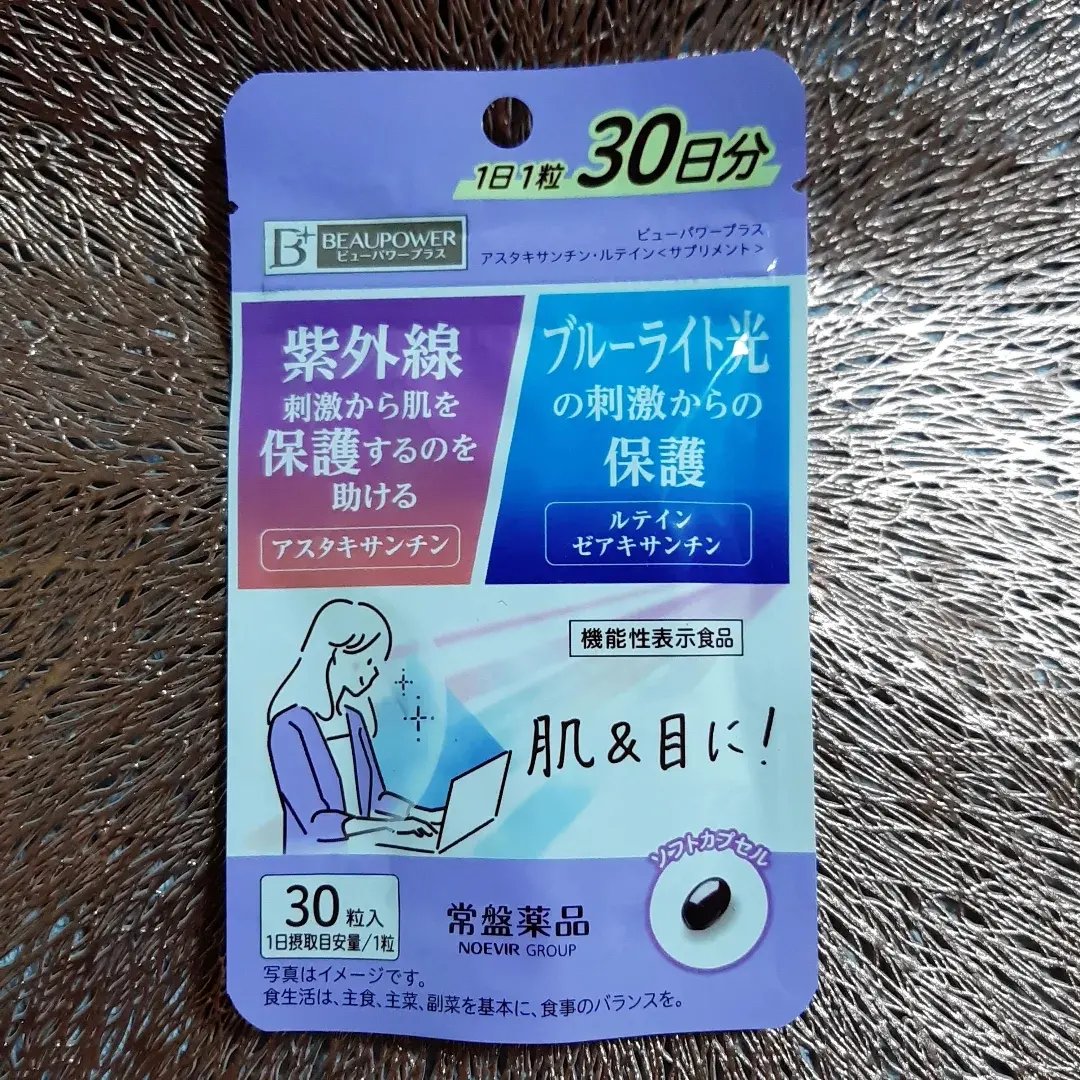 1日1粒 30日分
B+ BEAUPOWER
ビューパワープラス
ビューパワープラス
アスタキサンチン・ルテイン<サプリメント>
紫外線
刺激から肌を
保護するのを
助ける
アスタキサンチン
ブルーライト光
の刺激からの
保護
ルテイン
ゼアキサンチン
機能性表示食品
肌&目に!
ソフトカプセル
30粒入
1日摂取目安量/1粒
常盤薬品
NOEVIR GROUP
写真はイメージです。
食生活は、主食、主菜、副菜を基本に、食事のバランスを。